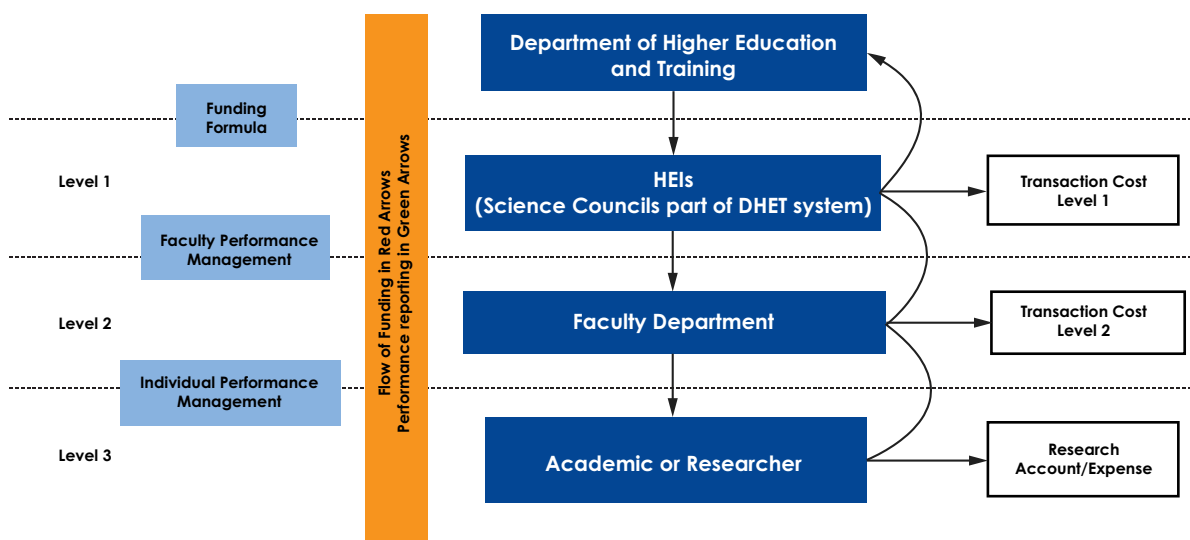 Department of Higher Education
and Training
Funding
Formula
Level 1
HEIs
(Science Councils part of DHET system)
Transaction Cost
Level 1
Faculty Performance
Management
Flow of Funding in Red Arrows
Performance reporting in Green Arrows
Level 2
Faculty Department
Transaction Cost
Level 2
Individual Performance
Management
Level 3
Academic or Researcher
Research
Account/Expense